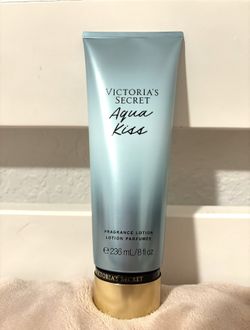 VICTORIA'S
SECRET
Aqua
Kiss
FRAGRANCE LOTION
LOTION PARFUMÉE
℮ 236 mL/8 fl oz
VICTORIA'S SECRET